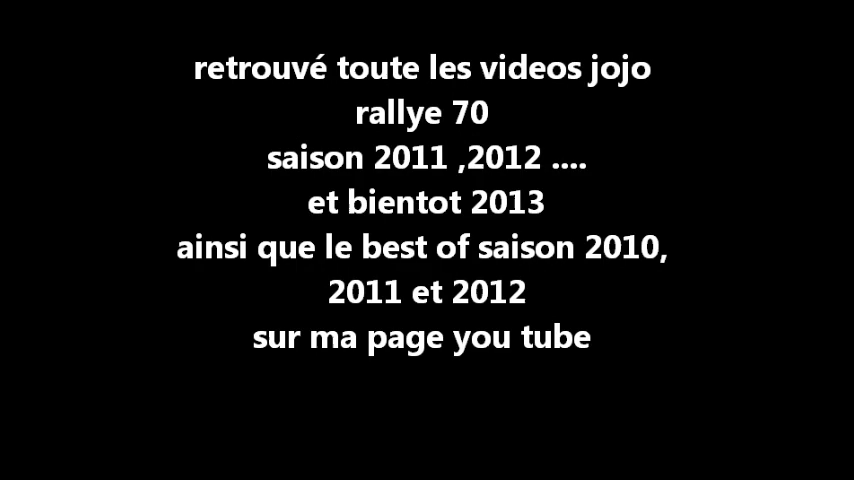 retrouvé toute les videos jojo
rallye 70
saison 2011 ,2012 ....
et bientot 2013
ainsi que le best of saison 2010,
2011 et 2012
sur ma page you tube